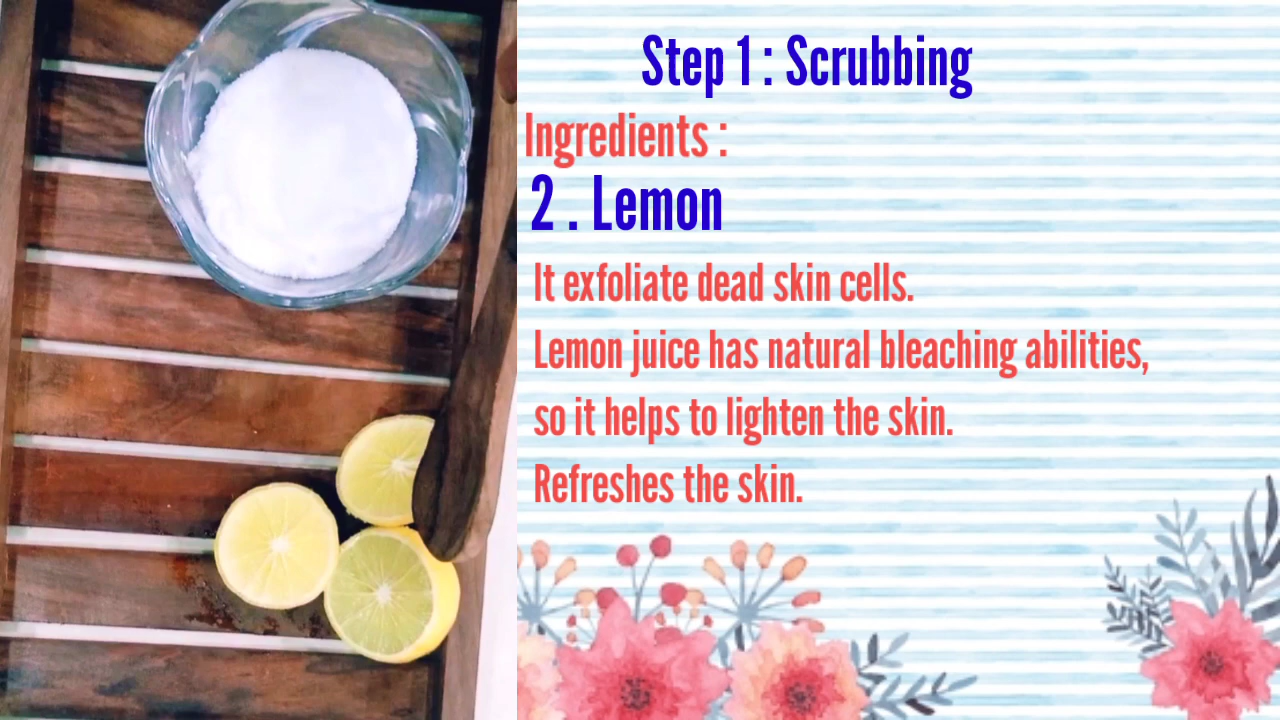 Step 1 : Scrubbing
Ingredients :
2 . Lemon
It exfoliate dead skin cells.
Lemon juice has natural bleaching abilities,
so it helps to lighten the skin.
Refreshes the skin.